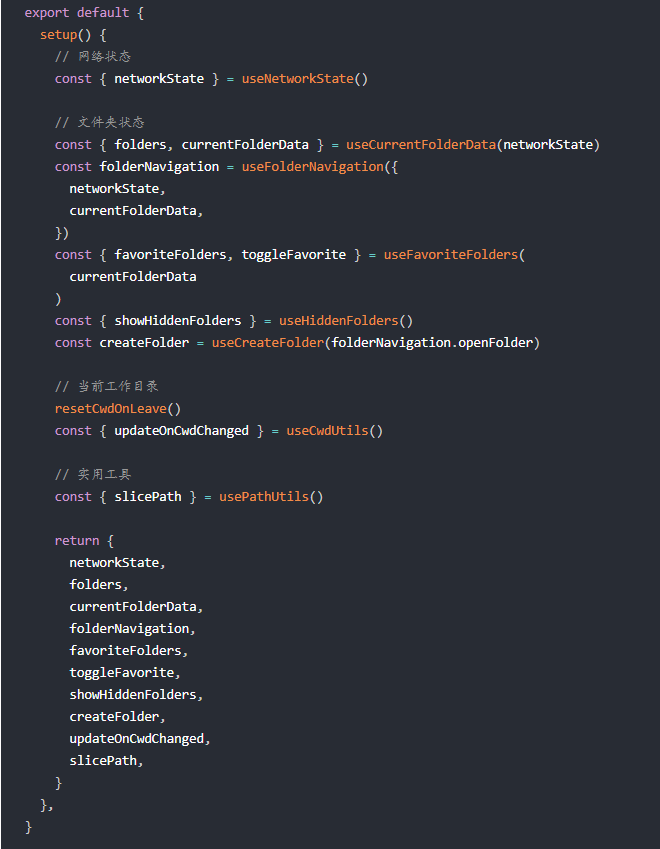 export default {
  setup() {
    // 网络状态
    const { networkState } = useNetworkState()

    // 文件夹状态
    const { folders, currentFolderData } = useCurrentFolderData(networkState)
    const folderNavigation = useFolderNavigation({
      networkState,
      currentFolderData,
    })
    const { favoriteFolders, toggleFavorite } = useFavoriteFolders(
      currentFolderData
    )
    const { showHiddenFolders } = useHiddenFolders()
    const createFolder = useCreateFolder(folderNavigation.openFolder)

    // 当前工作目录
    resetCwdOnLeave()
    const { updateOnCwdChanged } = useCwdUtils()

    // 实用工具
    const { slicePath } = usePathUtils()

    return {
      networkState,
      folders,
      currentFolderData,
      folderNavigation,
      favoriteFolders,
      toggleFavorite,
      showHiddenFolders,
      createFolder,
      updateOnCwdChanged,
      slicePath,
    }
  },
}